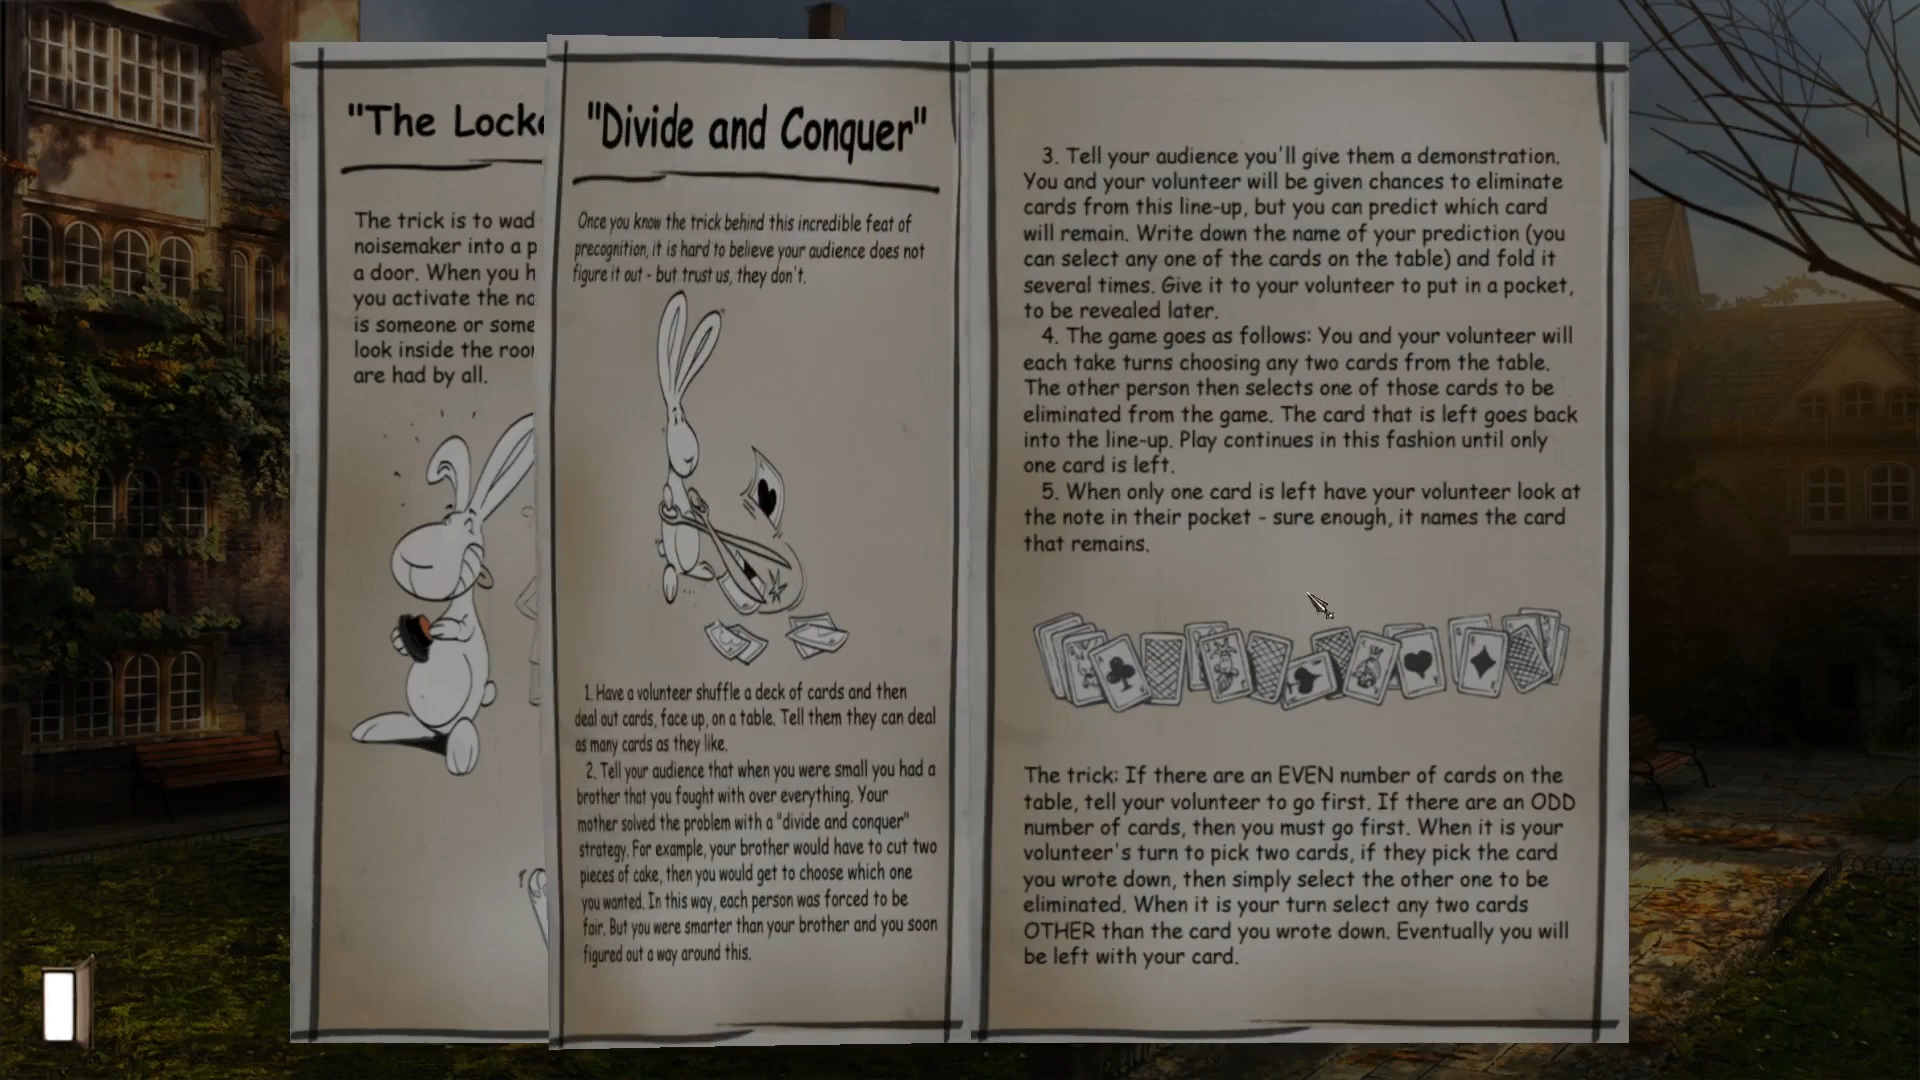 "The Locke
The trick is to wad
noisemaker into a p
a door. When you h
you activate the no
is someone or some
look inside the roo
are had by all.
"Divide and Conquer"
Once you know the trick behind this incredible feat of
precognition, it is hard to believe your audience does not
figure it out - but trust us, they don't.
1. Have a volunteer shuffle a deck of cards and then
deal out cards, face up, on a table. Tell them they can deal
as many cards as they like.
2. Tell your audience that when you were small you had a
brother that you fought with over everything. Your
mother solved the problem with a "divide and conquer"
strategy. For example, your brother would have to cut two
pieces of cake, then you would get to choose which one
you wanted. In this way, each person was forced to be
fair. But you were smarter than your brother and you soon
figured out a way around this.
3. Tell your audience you'll give them a demonstration.
You and your volunteer will be given chances to eliminate
cards from this line-up, but you can predict which card
will remain. Write down the name of your prediction (you
can select any one of the cards on the table) and fold it
several times. Give it to your volunteer to put in a pocket,
to be revealed later.
4. The game goes as follows: You and your volunteer will
each take turns choosing any two cards from the table.
The other person then selects one of those cards to be
eliminated from the game. The card that is left goes back
into the line-up. Play continues in this fashion until only
one card is left.
5. When only one card is left have your volunteer look at
the note in their pocket - sure enough, it names the card
that remains.
The trick: If there are an EVEN number of cards on the
table, tell your volunteer to go first. If there are an ODD
number of cards, then you must go first. When it is your
volunteer's turn to pick two cards, if they pick the card
you wrote down, then simply select the other one to be
eliminated. When it is your turn select any two cards
OTHER than the card you wrote down. Eventually you will
be left with your card.